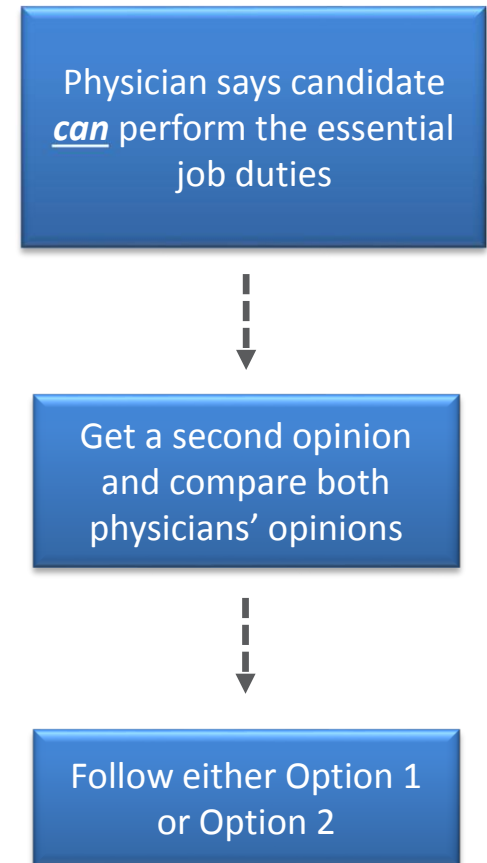 Physician says candidate
can perform the essential
job duties
Get a second opinion
and compare both
physicians’ opinions
Follow either Option 1
or Option 2